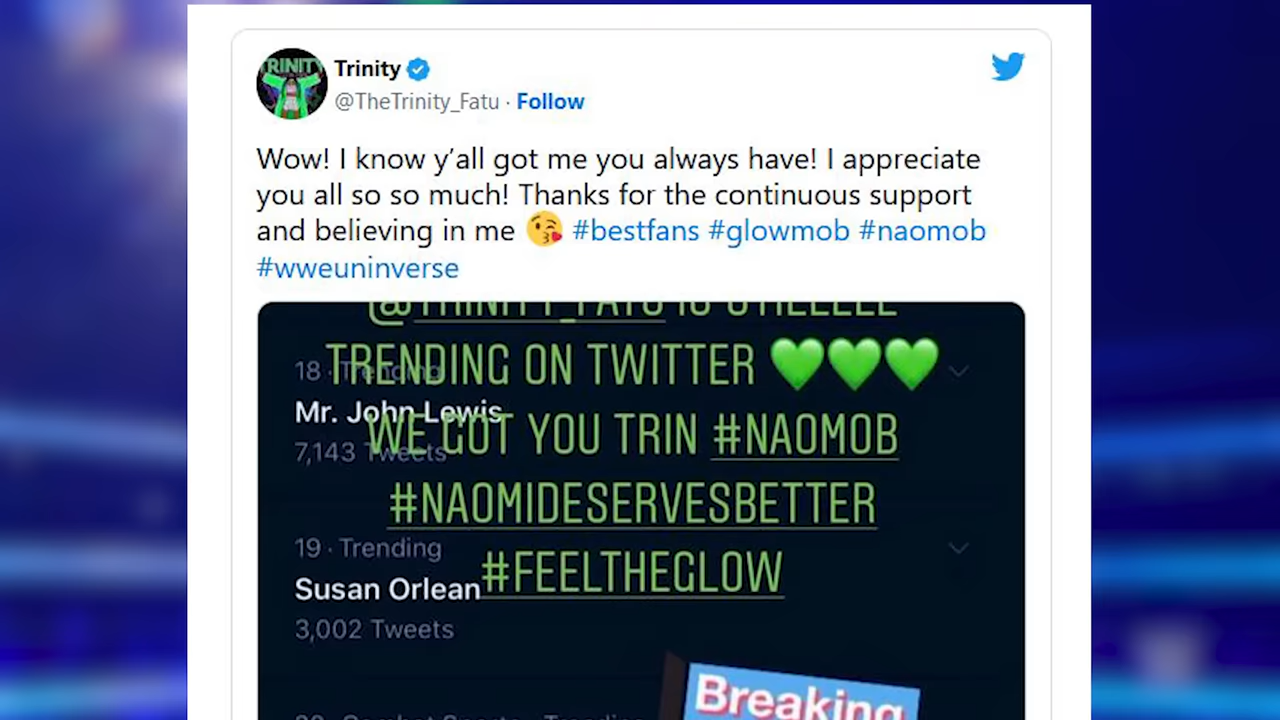 RINIT
Trinity
@TheTrinity_Fatu · Follow
Wow! I know y’all got me you always have! I appreciate
you all so so much! Thanks for the continuous support
and believing in me 😘 #bestfans #glowmob #naomob
#wweuninverse
TRENDING ON TWITTER 💚💚💚
18 · Trending
Mr. John Lewis
WE GOT YOU TRIN #NAOMOB
7,143 Tweets
#NAOMIDESERVESBETTER
19 · Trending
#FEELTHEGLOW
Susan Orlean
3,002 Tweets
Breaking